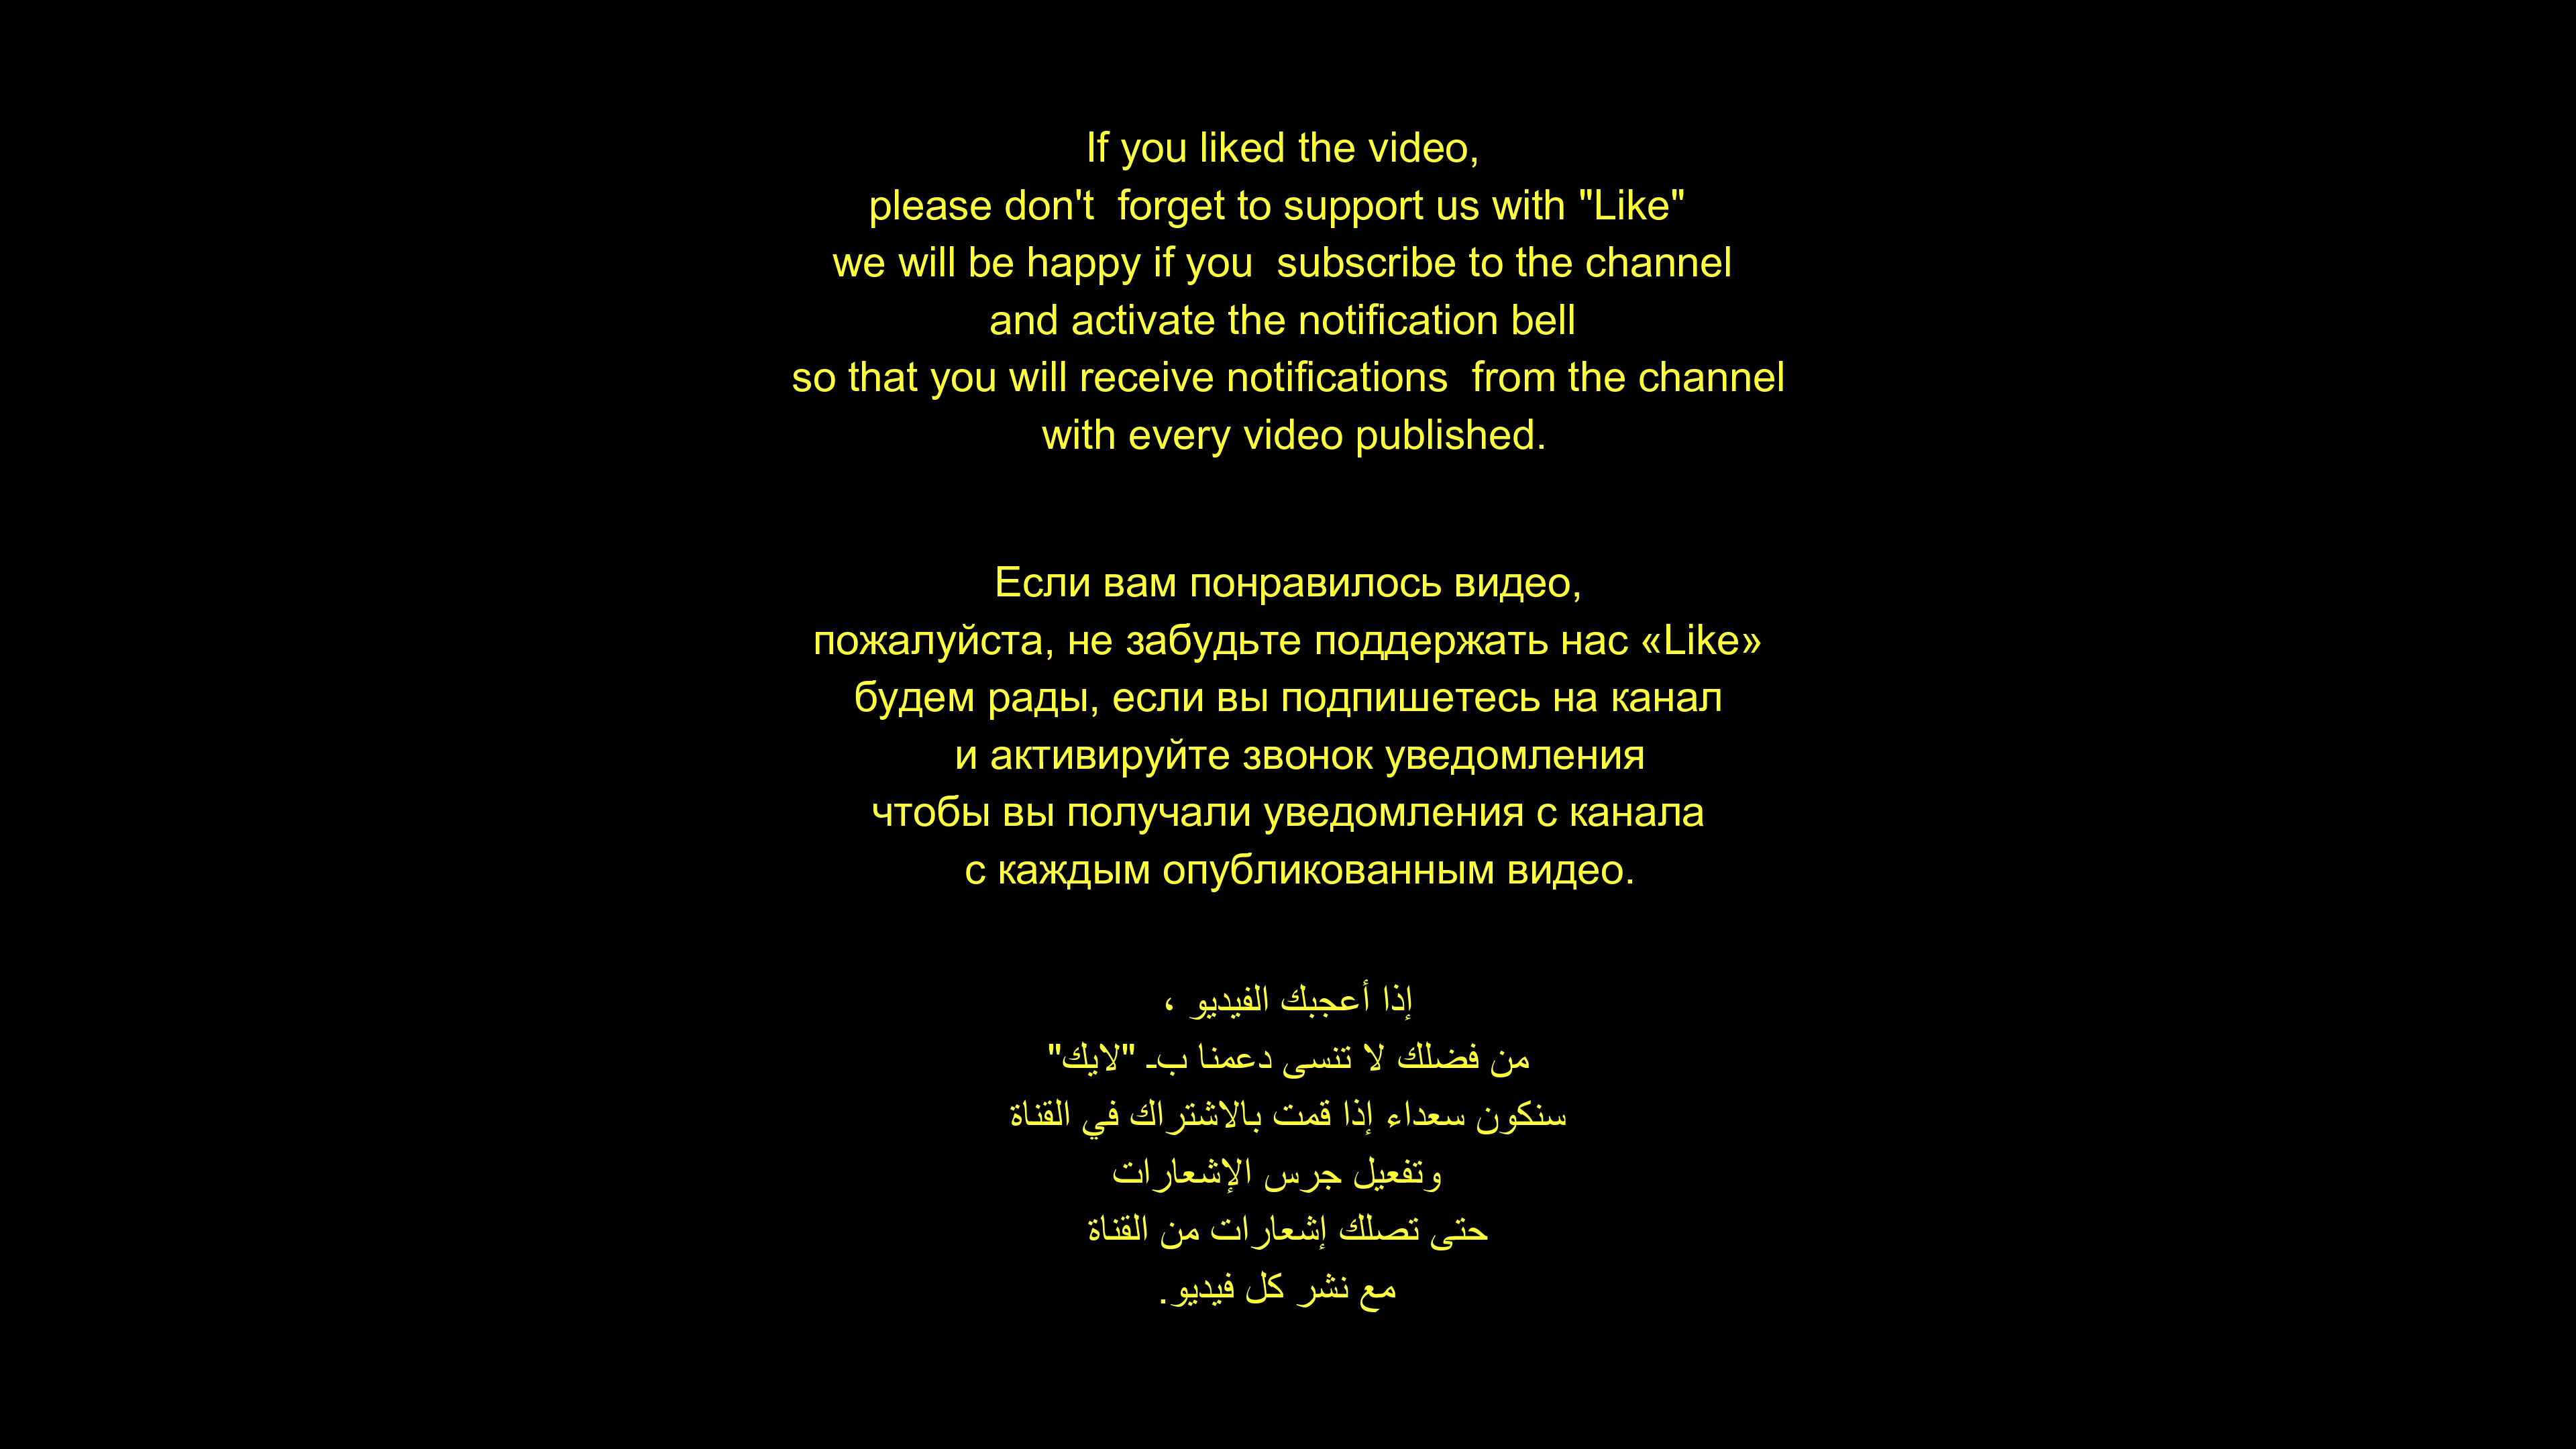 If you liked the video,
please don't  forget to support us with "Like"
we will be happy if you  subscribe to the channel
and activate the notification bell
so that you will receive notifications  from the channel
with every video published.
Если вам понравилось видео,
пожалуйста, не забудьте поддержать нас «Like»
будем рады, если вы подпишетесь на канал
и активируйте звонок уведомления
чтобы вы получали уведомления с канала
с каждым опубликованным видео.
إذا أعجبك الفيديو ،
من فضلك لا تنسى دعمنا بـ "لايك"
سنكون سعداء إذا قمت بالاشتراك في القناة
وتفعيل جرس الإشعارات
حتى تصلك إشعارات من القناة
مع نشر كل فيديو.